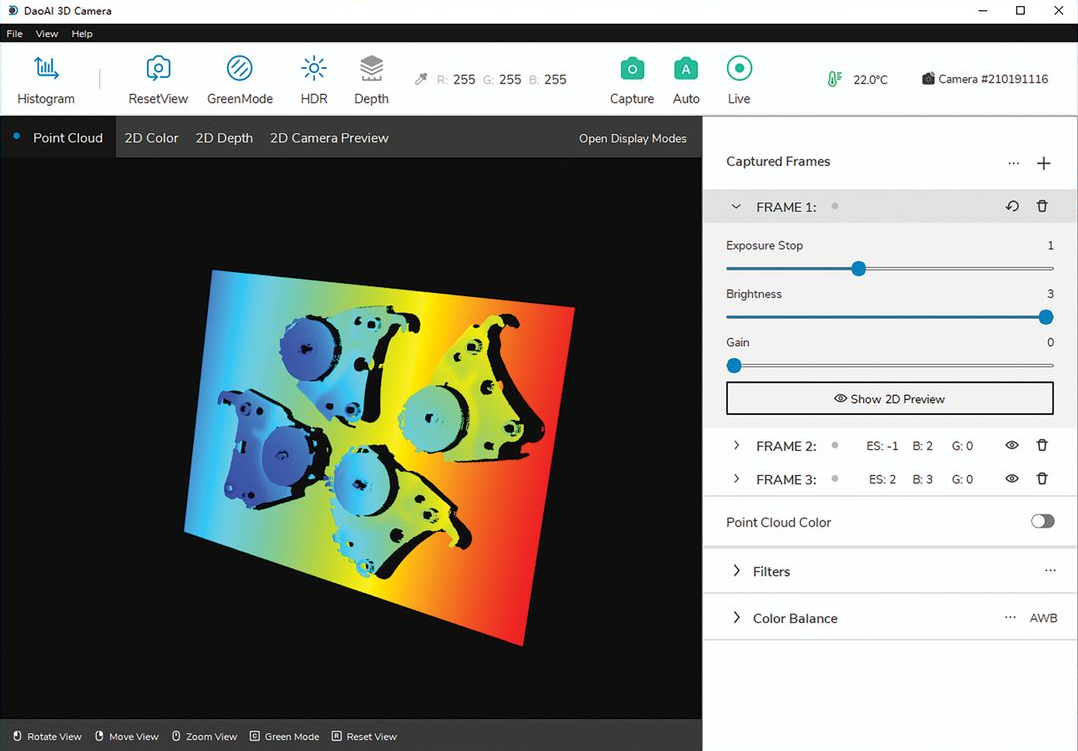 DaoAI 3D Camera
File View Help
Histogram ResetView GreenMode HDR Depth R: 255 G: 255 B: 255 Capture Auto Live 22.0°C Camera #210191116
Point Cloud 2D Color 2D Depth 2D Camera Preview Open Display Modes
Captured Frames
FRAME 1:
Exposure Stop 1
Brightness 3
Gain 0
Show 2D Preview
FRAME 2: ES: -1 B: 2 G: 0
FRAME 3: ES: 2 B: 3 G: 0
Point Cloud Color
Filters
Color Balance AWB
Rotate View Move View Zoom View G Green Mode R Reset View